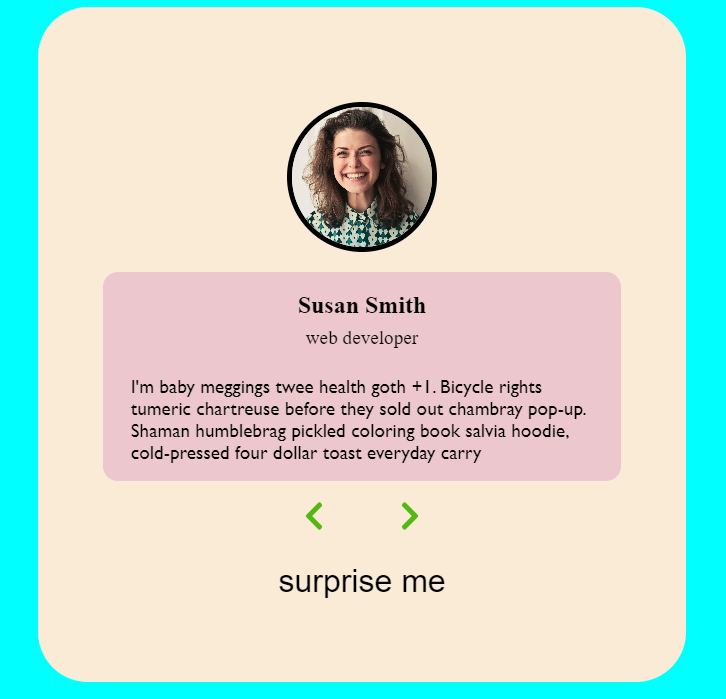 Susan Smith
web developer
I'm baby meggings twee health goth +1. Bicycle rights
tumeric chartreuse before they sold out chambray pop-up.
Shaman humblebrag pickled coloring book salvia hoodie,
cold-pressed four dollar toast everyday carry
surprise me